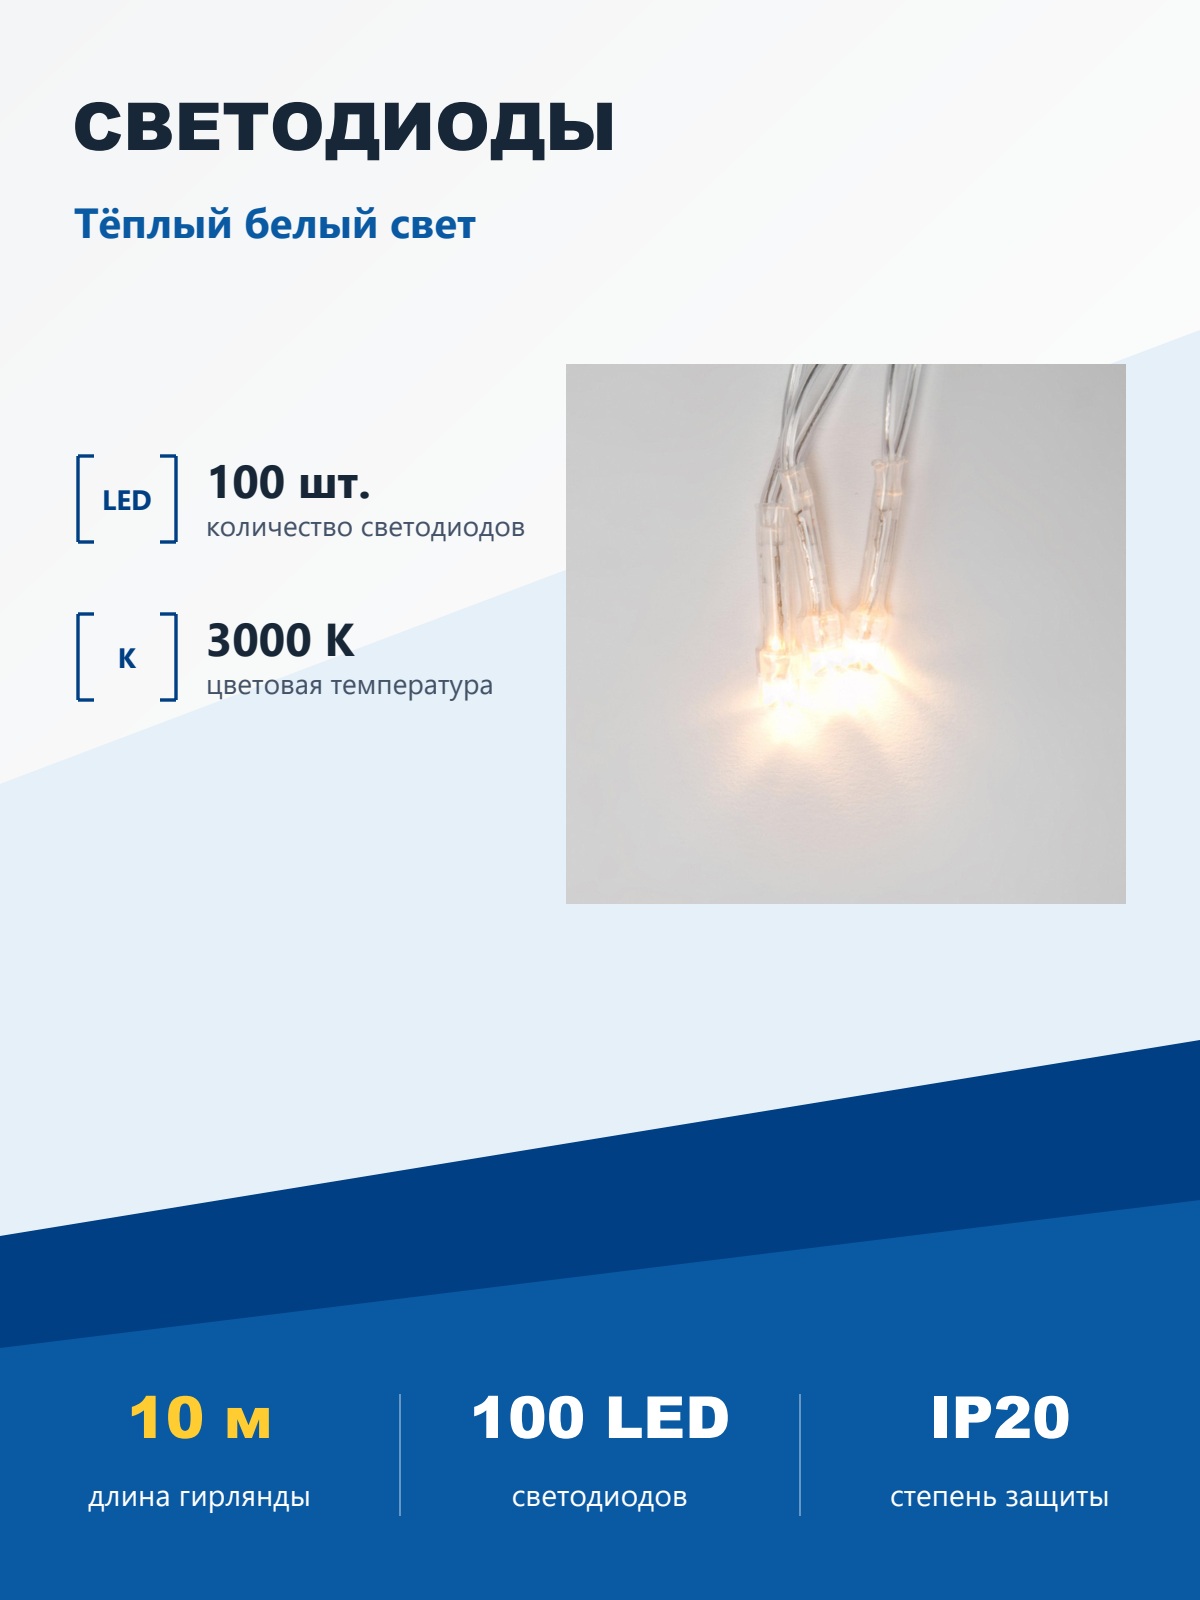 СВЕТОДИОДЫ
Тёплый белый свет
LED
100 шт.
количество светодиодов
K
3000 К
цветовая температура
10 м
длина гирлянды
100 LED
светодиодов
IP20
степень защиты